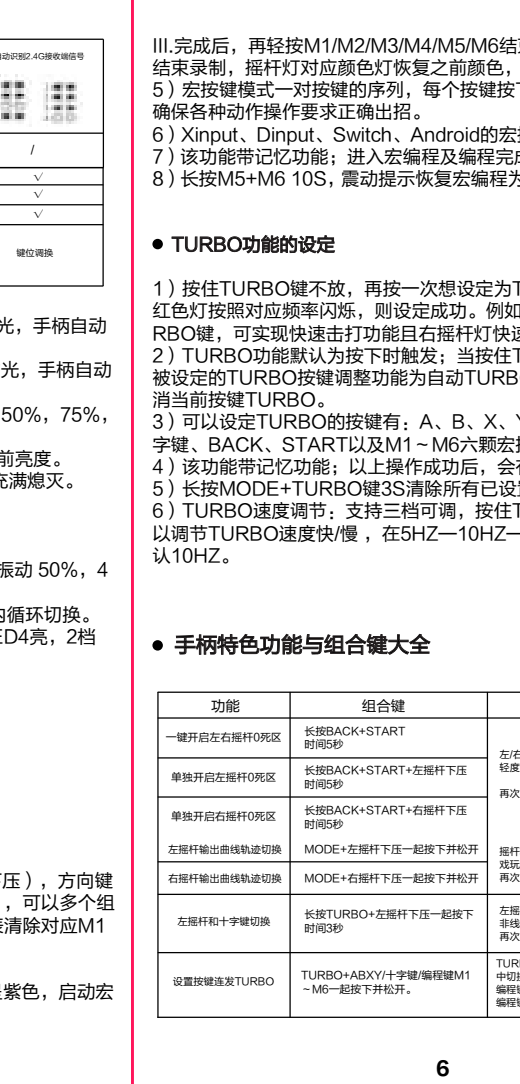 自动识别2.4G接收端信号
/
√
√
√
键位调换
光，手柄自动
光，手柄自动
50%，75%，
前亮度。
充满熄灭。
振动 50%，4
内循环切换。
E D4亮，2档
下压），方向键
，可以多个组
表清除对应M1
是紫色，启动宏
III.完成后，再轻按M1/M2/M3/M4/M5/M6结
结束录制，摇杆灯对应颜色灯恢复之前颜色，
5）宏按键模式一对按键的序列，每个按键按
确保各种动作操作要求正确出招。
6）Xinput、Dinput、Switch、Android的宏
7）该功能带记忆功能；进入宏编程及编程完
8）长按M5+M6 10S，震动提示恢复宏编程为
● TURBO功能的设定
1）按住TURBO键不放，再按一次想设定为T
红色灯按照对应频率闪烁，则设定成功。例如
RBO键，可实现快速击打功能且右摇杆灯快
2）TURBO功能默认为按下时触发；当按住T
被设定的TURBO按键调整功能为自动TURB
消当前按键TURBO。
3）可以设定TURBO的按键有：A、B、X、
字键、BACK、START以及M1～M6六颗宏
4）该功能带记忆功能；以上操作成功后，会
5）长按MODE+TURBO键3S清除所有已设
6）TURBO速度调节：支持三档可调，按住T
以调节TURBO速度快/慢 ，在5HZ—10HZ—
认10HZ。
● 手柄特色功能与组合键大全
功能 组合键
一键开启左右摇杆0死区 长按BACK+START
时间5秒
单独开启左摇杆0死区 长按BACK+START+左摇杆下压
时间5秒
单独开启右摇杆0死区 长按BACK+START+右摇杆下压
时间5秒
左/
轻度
再次
左摇杆输出曲线轨迹切换 MODE+左摇杆下压一起按下并松开
右摇杆输出曲线轨迹切换 MODE+右摇杆下压一起按下并松开
摇杆
戏玩
再次
左摇杆和十字键切换 长按TURBO+左摇杆下压一起按下
时间3秒
左摇
非线
再次
设置按键连发TURBO TURBO+ABXY/十字键/编程键M1
～M6一起按下并松开。
TUR
中切
编程
编程
6